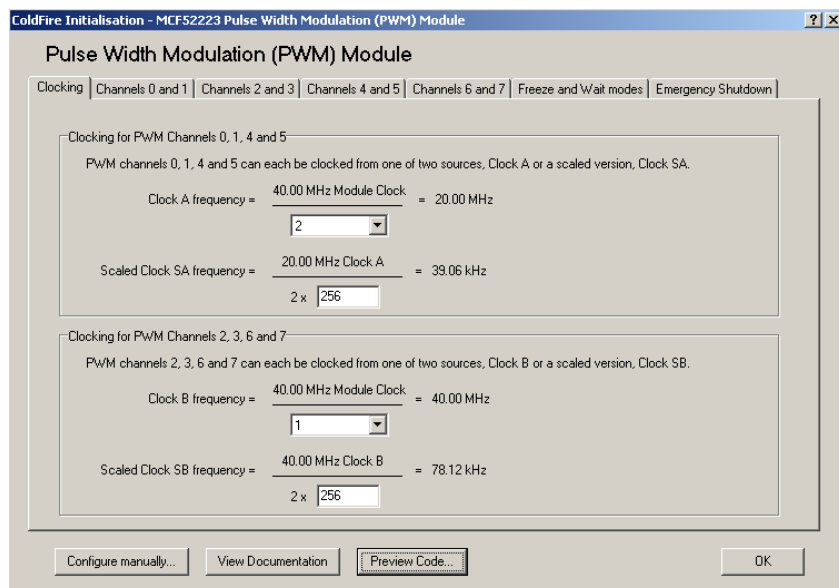 ColdFire Initialisation - MCF52223 Pulse Width Modulation (PWM) Module
Pulse Width Modulation (PWM) Module
Clocking
Channels 0 and 1
Channels 2 and 3
Channels 4 and 5
Channels 6 and 7
Freeze and Wait modes
Emergency Shutdown
Clocking for PWM Channels 0, 1, 4 and 5
PWM channels 0, 1, 4 and 5 can each be clocked from one of two sources, Clock A or a scaled version, Clock SA.
40.00 MHz Module Clock
Clock A frequency = = 20.00 MHz
2
20.00 MHz Clock A
Scaled Clock SA frequency = = 39.06 kHz
2 x 256
Clocking for PWM Channels 2, 3, 6 and 7
PWM channels 2, 3, 6 and 7 can each be clocked from one of two sources, Clock B or a scaled version, Clock SB.
40.00 MHz Module Clock
Clock B frequency = = 40.00 MHz
1
40.00 MHz Clock B
Scaled Clock SB frequency = = 78.12 kHz
2 x 256
Configure manually...
View Documentation
Preview Code...
OK